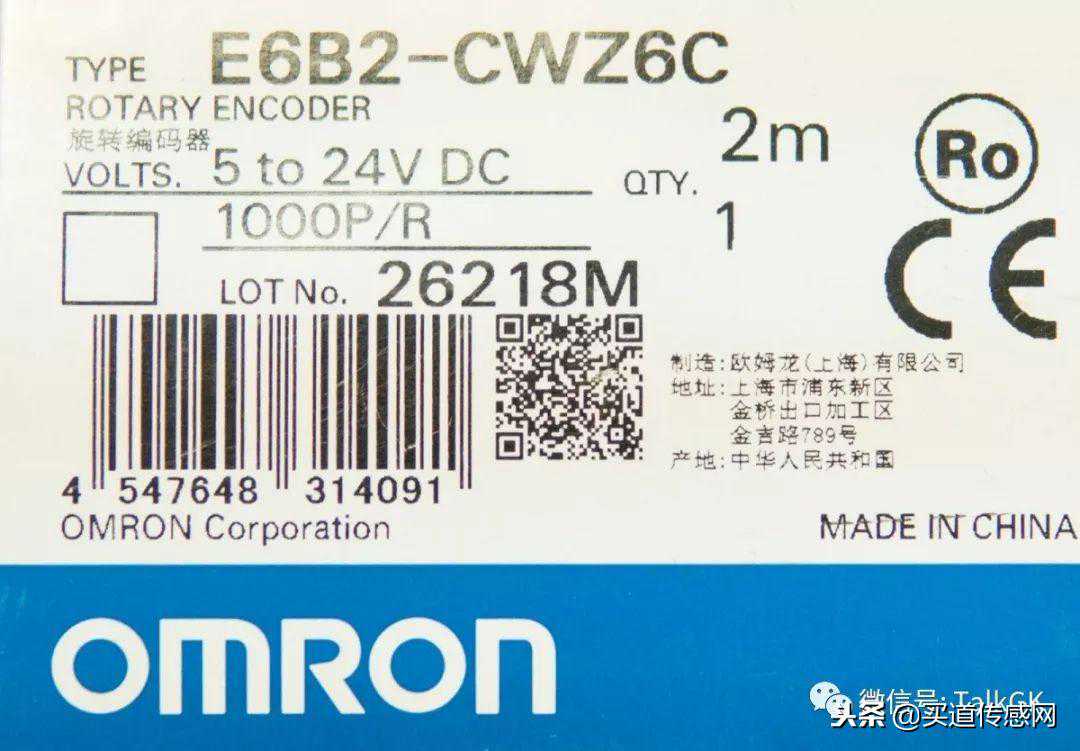 TYPE E6B2-CWZ6C
ROTARY ENCODER
旋转编码器
VOLTS. 5 to 24V DC
2m
QTY.
1000P/R
1
Ro
CE
LOT No. 26218M
4 547648 314091
OMRON Corporation
制造:欧姆龙(上海)有限公司
地址:上海市浦东新区
金桥出口加工区
金吉路789号
产地:中华人民共和国
MADE IN CHINA
OMRON
微信号: TalkGK
头条 @买道传感网